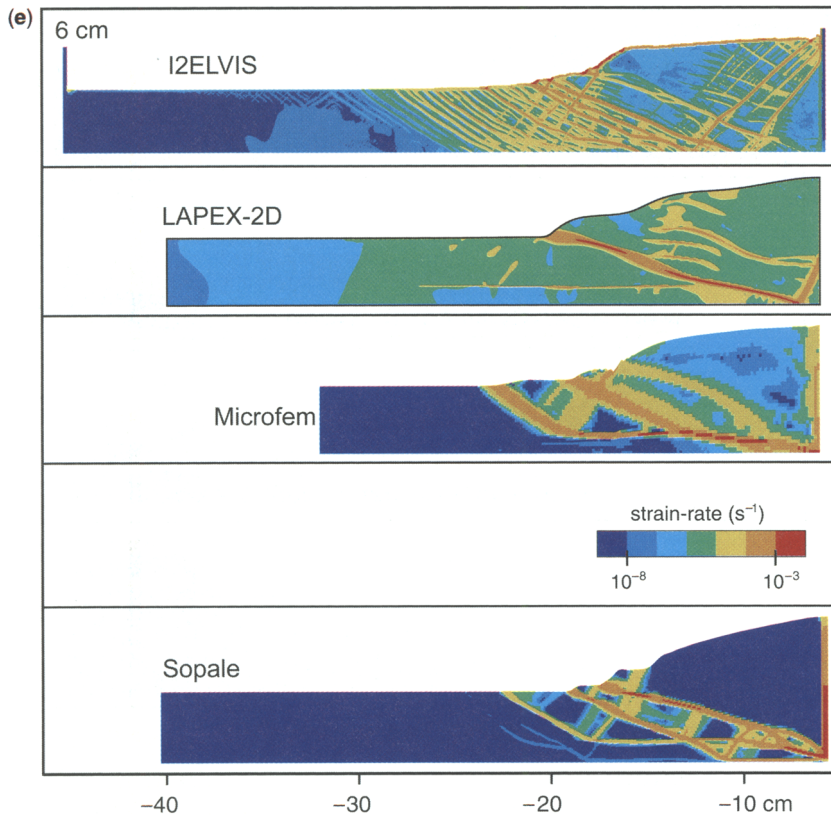 (e)
6 cm
I2ELVIS
LAPEX-2D
Microfem
strain-rate (s⁻¹)
10⁻⁸ 10⁻³
Sopale
−40 −30 −20 −10 cm